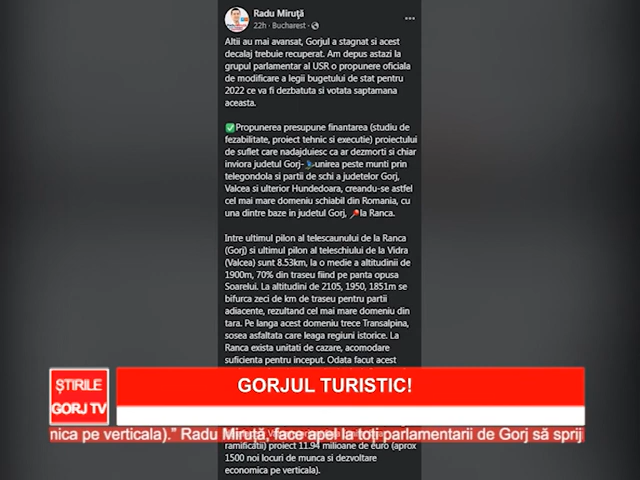 Radu Miruță
22h · Bucharest ·
Altii au mai avansat, Gorjul a stagnat si acest
decalaj trebuie recuperat. Am depus astazi la
grupul parlamentar al USR o propunere oficiala
de modificare a legii bugetului de stat pentru
2022 ce va fi dezbatuta si votata saptamana
aceasta.
Propunerea presupune finantarea (studiu de
fezabilitate, proiect tehnic si executie) proiectului
de suflet care nadajduiesc ca ar dezmorti si chiar
inviora judetul Gorj- unirea peste munti prin
telegondola si partii de schi a judetelor Gorj,
Valcea si ulterior Hundedoara, creandu-se astfel
cel mai mare domeniu schiabil din Romania, cu
una dintre baze in judetul Gorj, la Ranca.
Intre ultimul pilon al telescaunului de la Ranca
(Gorj) si ultimul pilon al teleschiului de la Vidra
(Valcea) sunt 8.53km, la o medie a altitudinii de
1900m, 70% din traseu fiind pe panta opusa
Soarelui. La altitudini de 2105, 1950, 1851m se
bifurca zeci de km de traseu pentru partii
adiacente, rezultand cel mai mare domeniu din
tara. Pe langa acest domeniu trece Transalpina,
sosea asfaltata care leaga regiuni istorice. La
Ranca exista unitati de cazare, acomodare
suficienta pentru inceput. Odata facut acest
ȘTIRILE
GORJ TV
GORJUL TURISTIC!
nica pe verticala).” Radu Miruță, face apel la toți parlamentarii de Gorj să sprij
ramificatii) proiect 11.94 milioane de euro (aprox
1500 noi locuri de munca si dezvoltare
economica pe verticala).